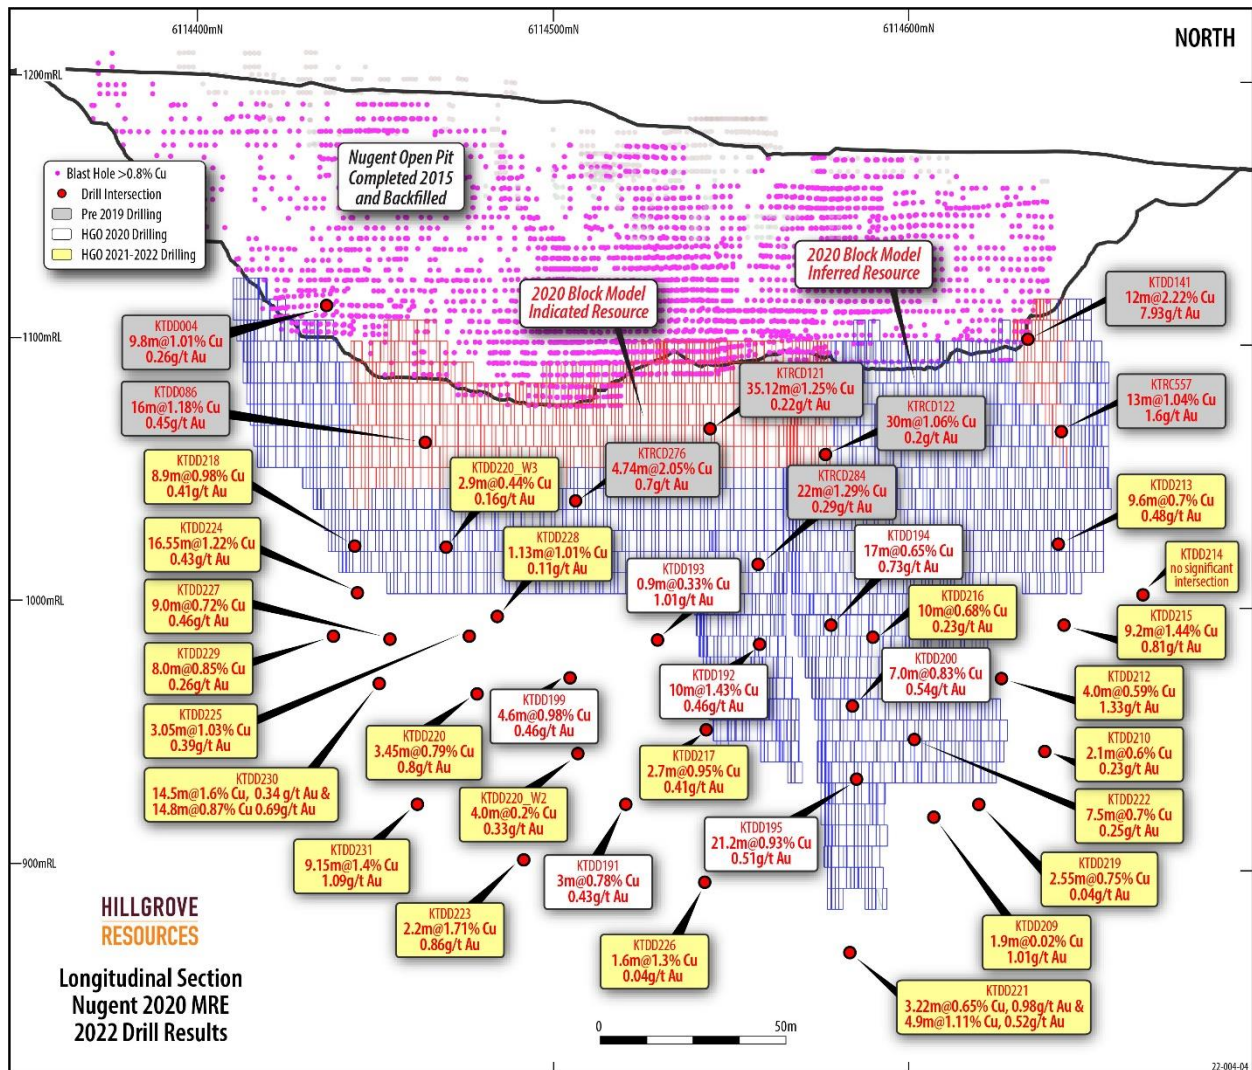 6114400mN
6114500mN
6114600mN
NORTH
1200mRL
Blast Hole >0.8% Cu
Drill Intersection
Pre 2019 Drilling
HGO 2020 Drilling
HGO 2021-2022 Drilling
Nugent Open Pit
Completed 2015
and Backfilled
2020 Block Model
Inferred Resource
2020 Block Model
Indicated Resource
KTDD141
12m@2.22% Cu
7.93g/t Au
KTDD004
9.8m@1.01% Cu
0.26g/t Au
1100mRL
KTRCD121
35.12m@1.25% Cu
0.22g/t Au
KTDD086
16m@1.18% Cu
0.45g/t Au
KTRCD122
30m@1.06% Cu
0.2g/t Au
KTRC557
13m@1.04% Cu
1.6g/t Au
KTRCD276
4.74m@2.05% Cu
0.7g/t Au
KTDD218
8.9m@0.98% Cu
0.41g/t Au
KTDD220_W3
2.9m@0.44% Cu
0.16g/t Au
KTRCD284
22m@1.29% Cu
0.29g/t Au
KTDD213
9.6m@0.7% Cu
0.48g/t Au
KTDD224
16.55m@1.22% Cu
0.43g/t Au
KTDD228
1.13m@1.01% Cu
0.11g/t Au
KTDD194
17m@0.65% Cu
0.73g/t Au
KTDD193
0.9m@0.33% Cu
1.01g/t Au
KTDD214
no significant
intersection
1000mRL
KTDD227
9.0m@0.72% Cu
0.46g/t Au
KTDD216
10m@0.68% Cu
0.23g/t Au
KTDD215
9.2m@1.44% Cu
0.81g/t Au
KTDD229
8.0m@0.85% Cu
0.26g/t Au
KTDD192
10m@1.43% Cu
0.46g/t Au
KTDD200
7.0m@0.83% Cu
0.54g/t Au
KTDD212
4.0m@0.59% Cu
1.33g/t Au
KTDD225
3.05m@1.03% Cu
0.39g/t Au
KTDD199
4.6m@0.98% Cu
0.46g/t Au
KTDD220
3.45m@0.79% Cu
0.8g/t Au
KTDD217
2.7m@0.95% Cu
0.41g/t Au
KTDD210
2.1m@0.6% Cu
0.23g/t Au
KTDD230
14.5m@1.6% Cu, 0.34 g/t Au &
14.8m@0.87% Cu 0.69g/t Au
KTDD220_W2
4.0m@0.2% Cu
0.33g/t Au
KTDD222
7.5m@0.7% Cu
0.25g/t Au
KTDD195
21.2m@0.93% Cu
0.51g/t Au
KTDD231
9.15m@1.4% Cu
1.09g/t Au
KTDD191
3m@0.78% Cu
0.43g/t Au
KTDD219
2.55m@0.75% Cu
0.04g/t Au
900mRL
KTDD223
2.2m@1.71% Cu
0.86g/t Au
KTDD209
1.9m@0.02% Cu
1.01g/t Au
KTDD226
1.6m@1.3% Cu
0.04g/t Au
KTDD221
3.22m@0.65% Cu, 0.98g/t Au &
4.9m@1.11% Cu, 0.52g/t Au
HILLGROVE
RESOURCES
Longitudinal Section
Nugent 2020 MRE
2022 Drill Results
0
50m
22-004-04